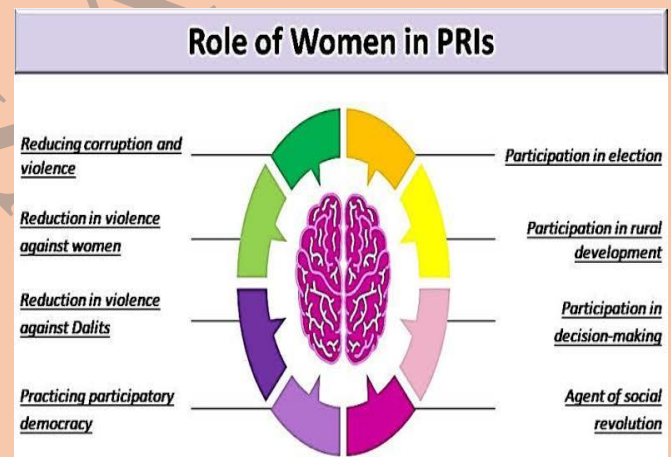 Role of Women in PRIs
Reducing corruption and
violence
Reduction in violence
against women
Reduction in violence
against Dalits
Practicing participatory
democracy
Participation in election
Participation in rural
development
Participation in
decision-making
Agent of social
revolution